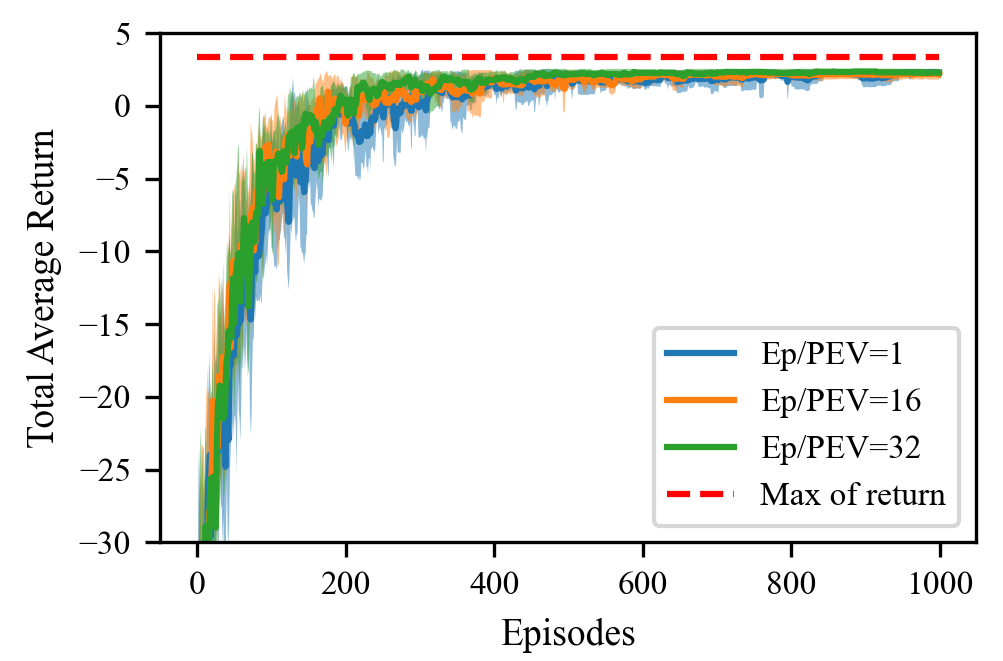 Total Average Return
5
0
−5
−10
−15
−20
−25
−30
0
200
400
600
800
1000
Episodes
Ep/PEV=1
Ep/PEV=16
Ep/PEV=32
Max of return